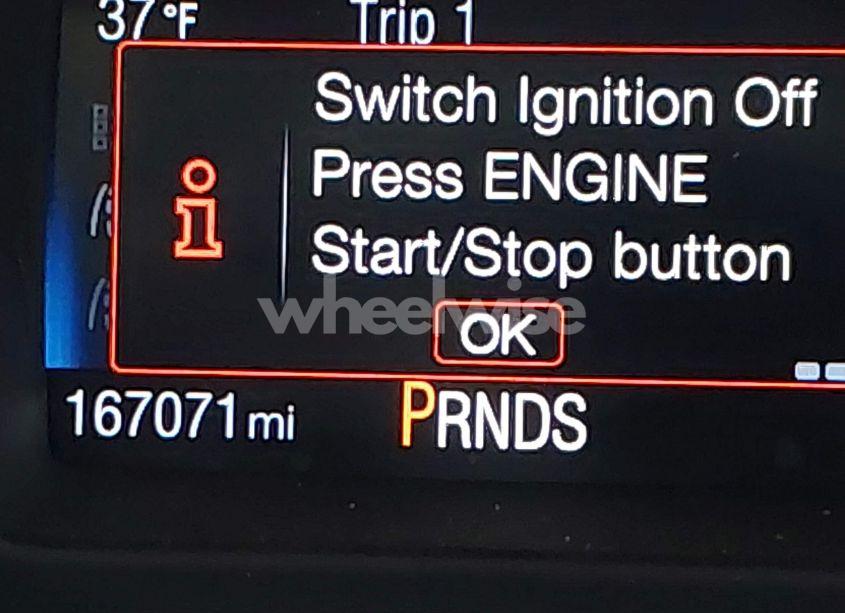 37°F Trip 1
Switch Ignition Off
Press ENGINE
Start/Stop button
wheelwise
OK
167071 mi PRNDS